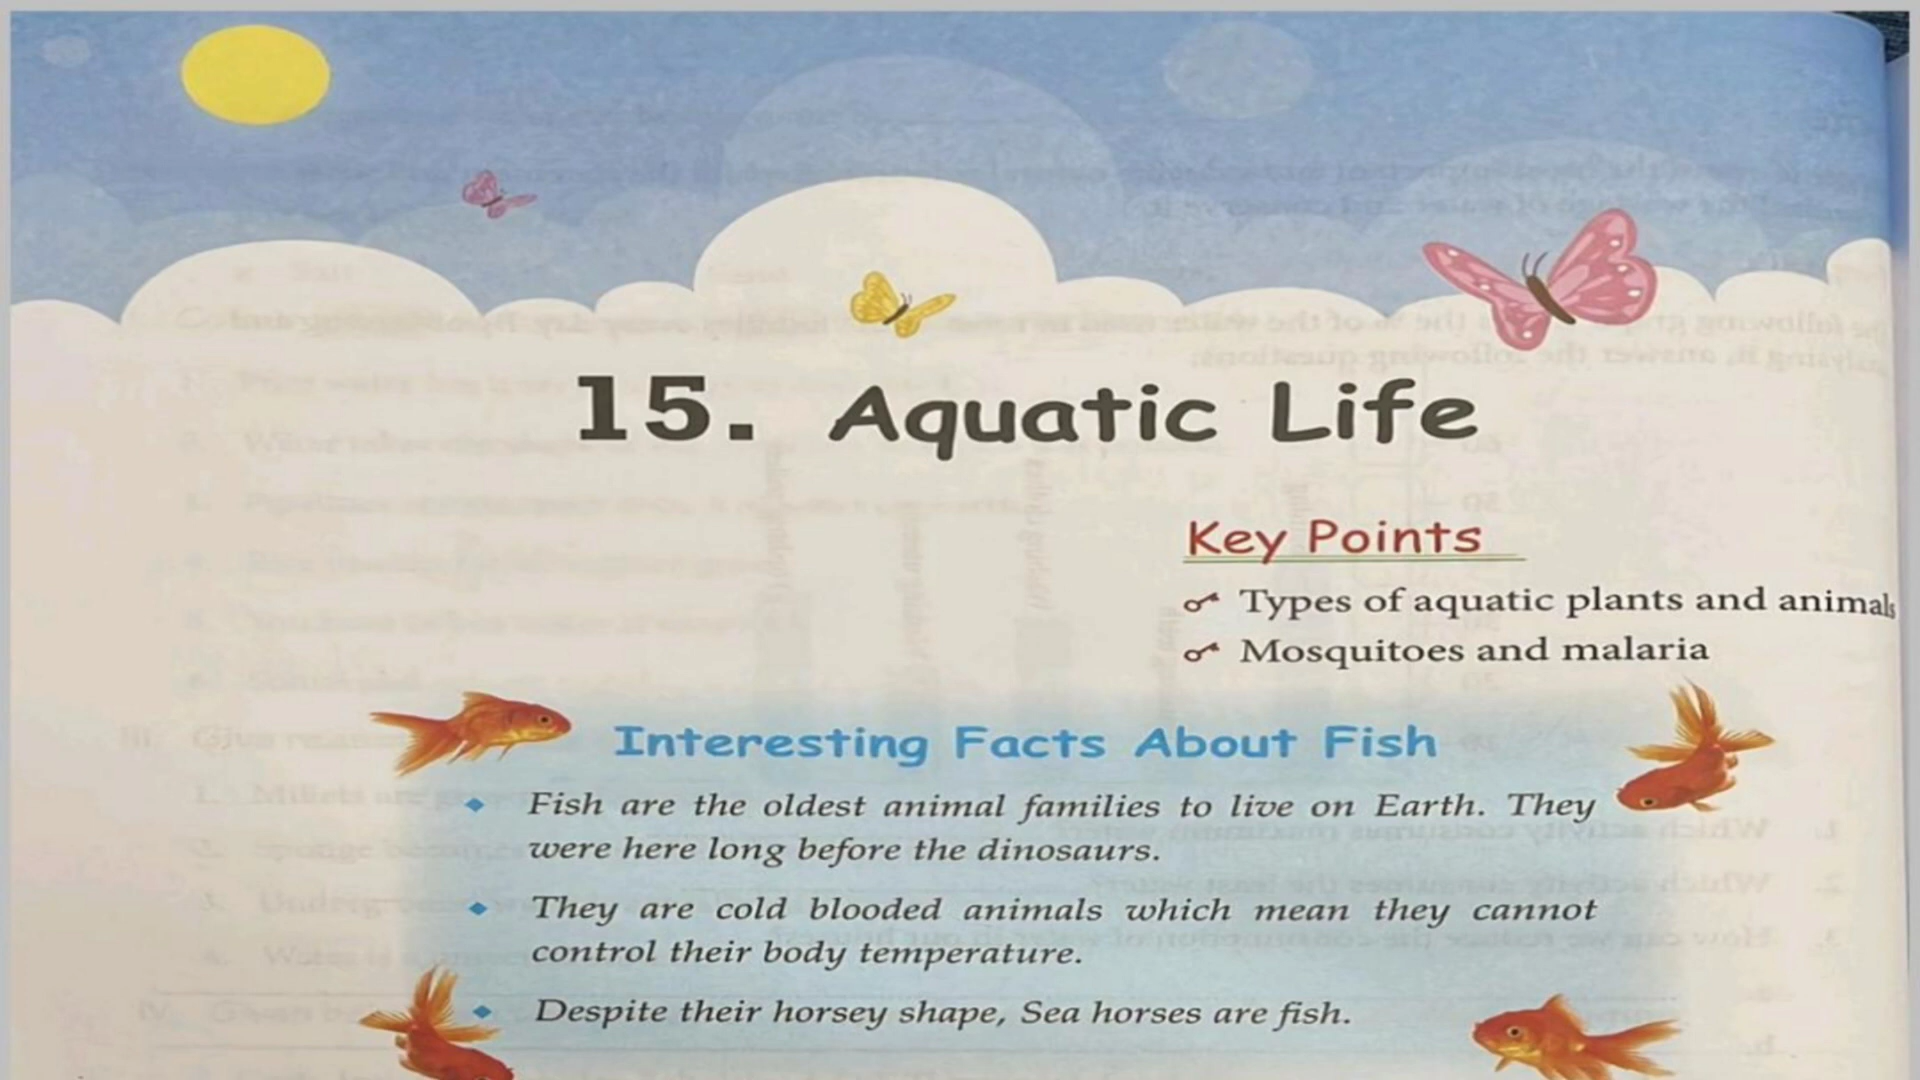 15. Aquatic Life
Key Points
Types of aquatic plants and animals
Mosquitoes and malaria
Interesting Facts About Fish
Fish are the oldest animal families to live on Earth. They
were here long before the dinosaurs.
They are cold blooded animals which mean they cannot
control their body temperature.
Despite their horsey shape, Sea horses are fish.